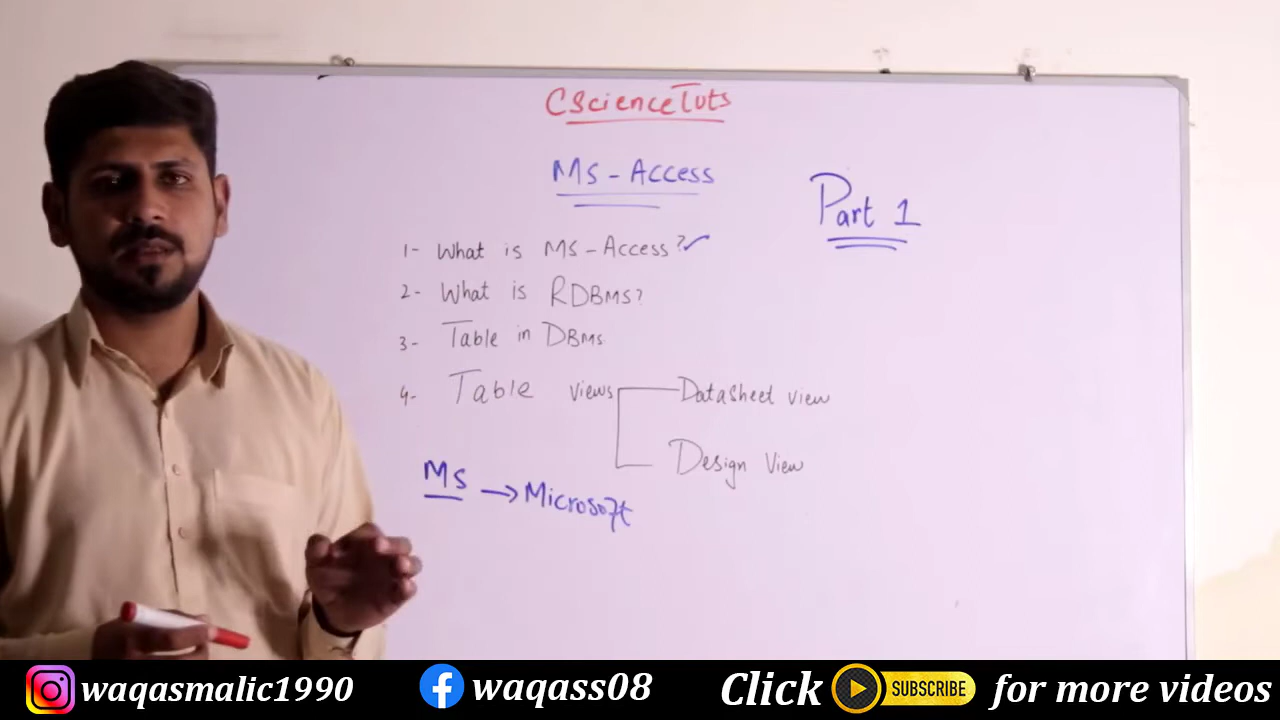 CScienceTuts
MS - Access
Part 1
1- What is MS - Access?
2- What is RDBMS?
3- Table in DBMS
4- Table views Datasheet view
Design View
MS → Microsoft
waqasmalic1990 waqass08 Click SUBSCRIBE for more videos